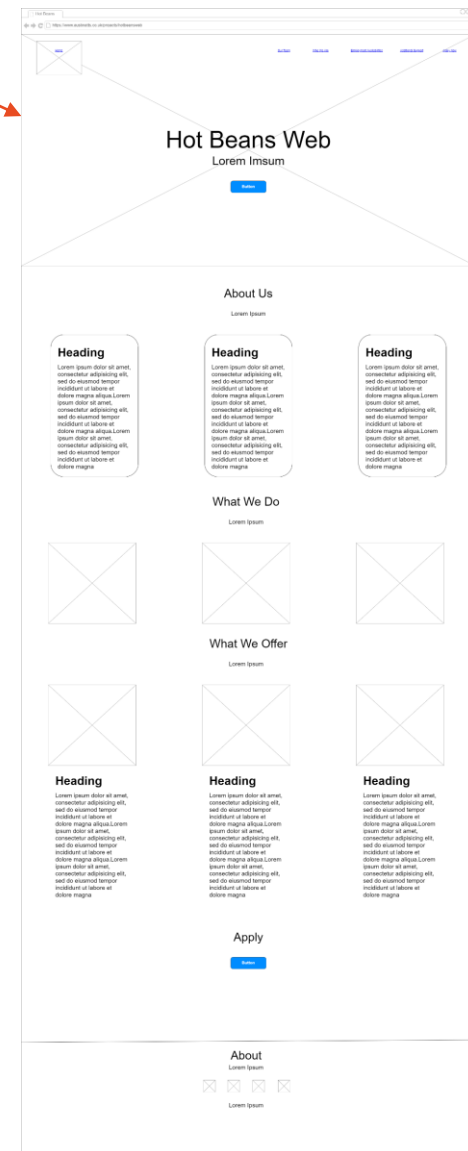 Hot Beans
Hot Beans Web
Lorem Imsum
Button
About Us
Lorem Ipsum
Heading
Lorem ipsum dolor sit amet,
consectetur adipisicing elit,
sed do eiusmod tempor
incididunt ut labore et
dolore magna aliqua.Lorem
ipsum dolor sit amet,
consectetur adipisicing elit,
sed do eiusmod tempor
incididunt ut labore et
dolore magna aliqua.Lorem
ipsum dolor sit amet,
consectetur adipisicing elit,
sed do eiusmod tempor
incididunt ut labore et
dolore magna
Heading
Lorem ipsum dolor sit amet,
consectetur adipisicing elit,
sed do eiusmod tempor
incididunt ut labore et
dolore magna aliqua.Lorem
ipsum dolor sit amet,
consectetur adipisicing elit,
sed do eiusmod tempor
incididunt ut labore et
dolore magna aliqua.Lorem
ipsum dolor sit amet,
consectetur adipisicing elit,
sed do eiusmod tempor
incididunt ut labore et
dolore magna
Heading
Lorem ipsum dolor sit amet,
consectetur adipisicing elit,
sed do eiusmod tempor
incididunt ut labore et
dolore magna aliqua.Lorem
ipsum dolor sit amet,
consectetur adipisicing elit,
sed do eiusmod tempor
incididunt ut labore et
dolore magna aliqua.Lorem
ipsum dolor sit amet,
consectetur adipisicing elit,
sed do eiusmod tempor
incididunt ut labore et
dolore magna
What We Do
Lorem Ipsum
What We Offer
Lorem Ipsum
Heading
Lorem ipsum dolor sit amet,
consectetur adipisicing elit,
sed do eiusmod tempor
incididunt ut labore et
dolore magna aliqua.Lorem
ipsum dolor sit amet,
consectetur adipisicing elit,
sed do eiusmod tempor
incididunt ut labore et
dolore magna aliqua.Lorem
ipsum dolor sit amet,
consectetur adipisicing elit,
sed do eiusmod tempor
incididunt ut labore et
dolore magna
Heading
Lorem ipsum dolor sit amet,
consectetur adipisicing elit,
sed do eiusmod tempor
incididunt ut labore et
dolore magna aliqua.Lorem
ipsum dolor sit amet,
consectetur adipisicing elit,
sed do eiusmod tempor
incididunt ut labore et
dolore magna aliqua.Lorem
ipsum dolor sit amet,
consectetur adipisicing elit,
sed do eiusmod tempor
incididunt ut labore et
dolore magna
Heading
Lorem ipsum dolor sit amet,
consectetur adipisicing elit,
sed do eiusmod tempor
incididunt ut labore et
dolore magna aliqua.Lorem
ipsum dolor sit amet,
consectetur adipisicing elit,
sed do eiusmod tempor
incididunt ut labore et
dolore magna aliqua.Lorem
ipsum dolor sit amet,
consectetur adipisicing elit,
sed do eiusmod tempor
incididunt ut labore et
dolore magna
Apply
Button
About
Lorem Ipsum
Lorem Ipsum